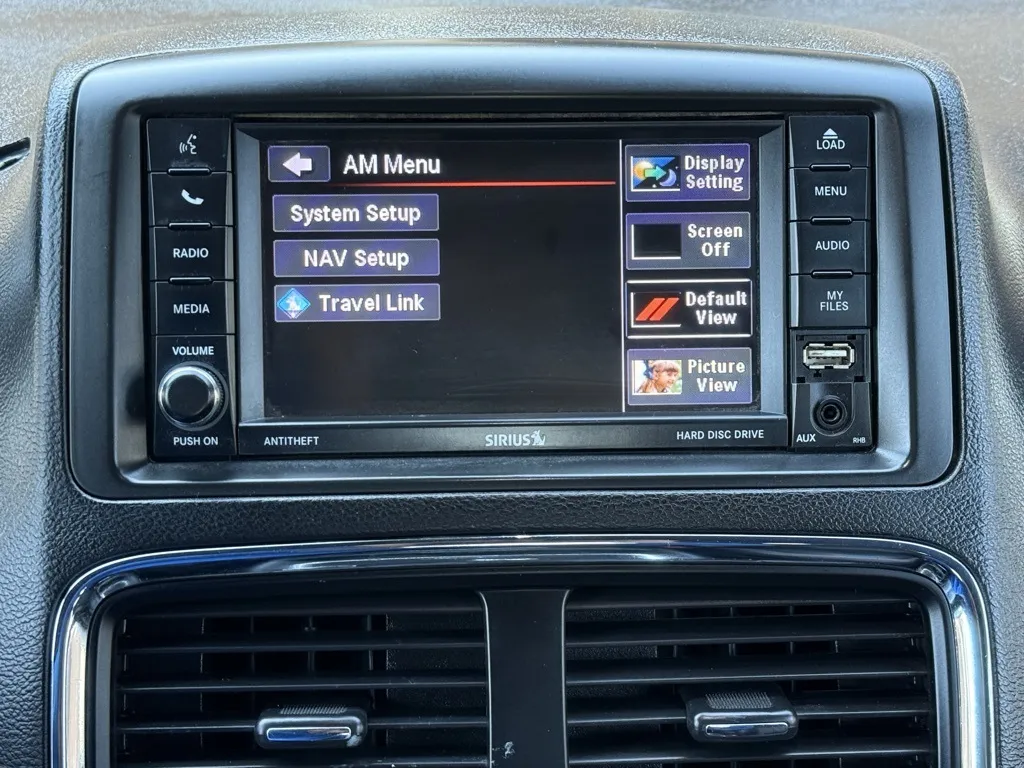 LOAD
AM Menu
Display
Setting
MENU
System Setup
Screen
Off
AUDIO
RADIO
NAV Setup
MEDIA
Travel Link
Default
View
MY
FILES
VOLUME
Picture
View
PUSH ON
ANTITHEFT
SIRIUS
HARD DISC DRIVE
AUX
RHB